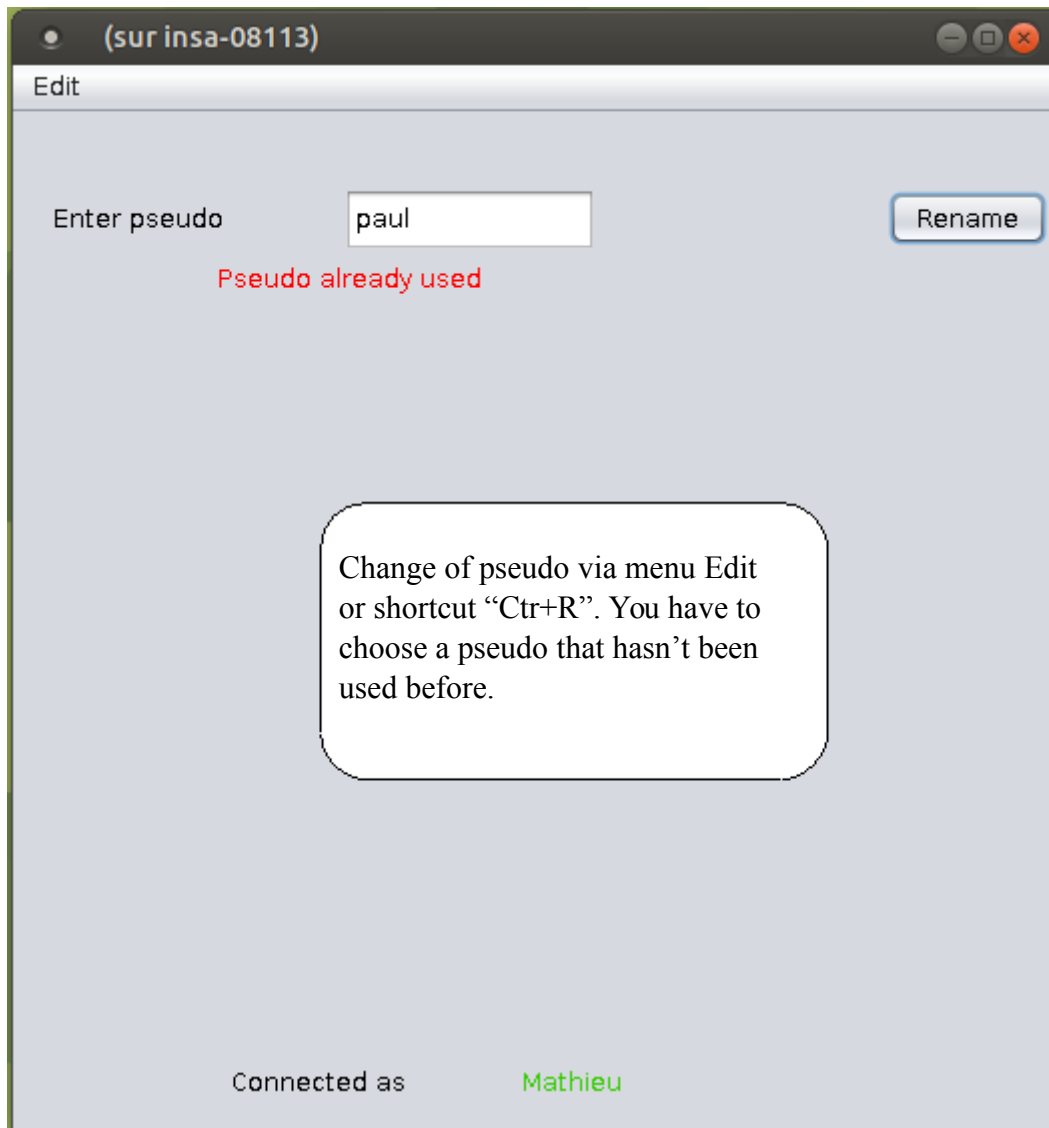 (sur insa-08113)
Edit
Enter pseudo paul Rename
Pseudo already used
Change of pseudo via menu Edit
or shortcut “Ctr+R”. You have to
choose a pseudo that hasn’t been
used before.
Connected as Mathieu